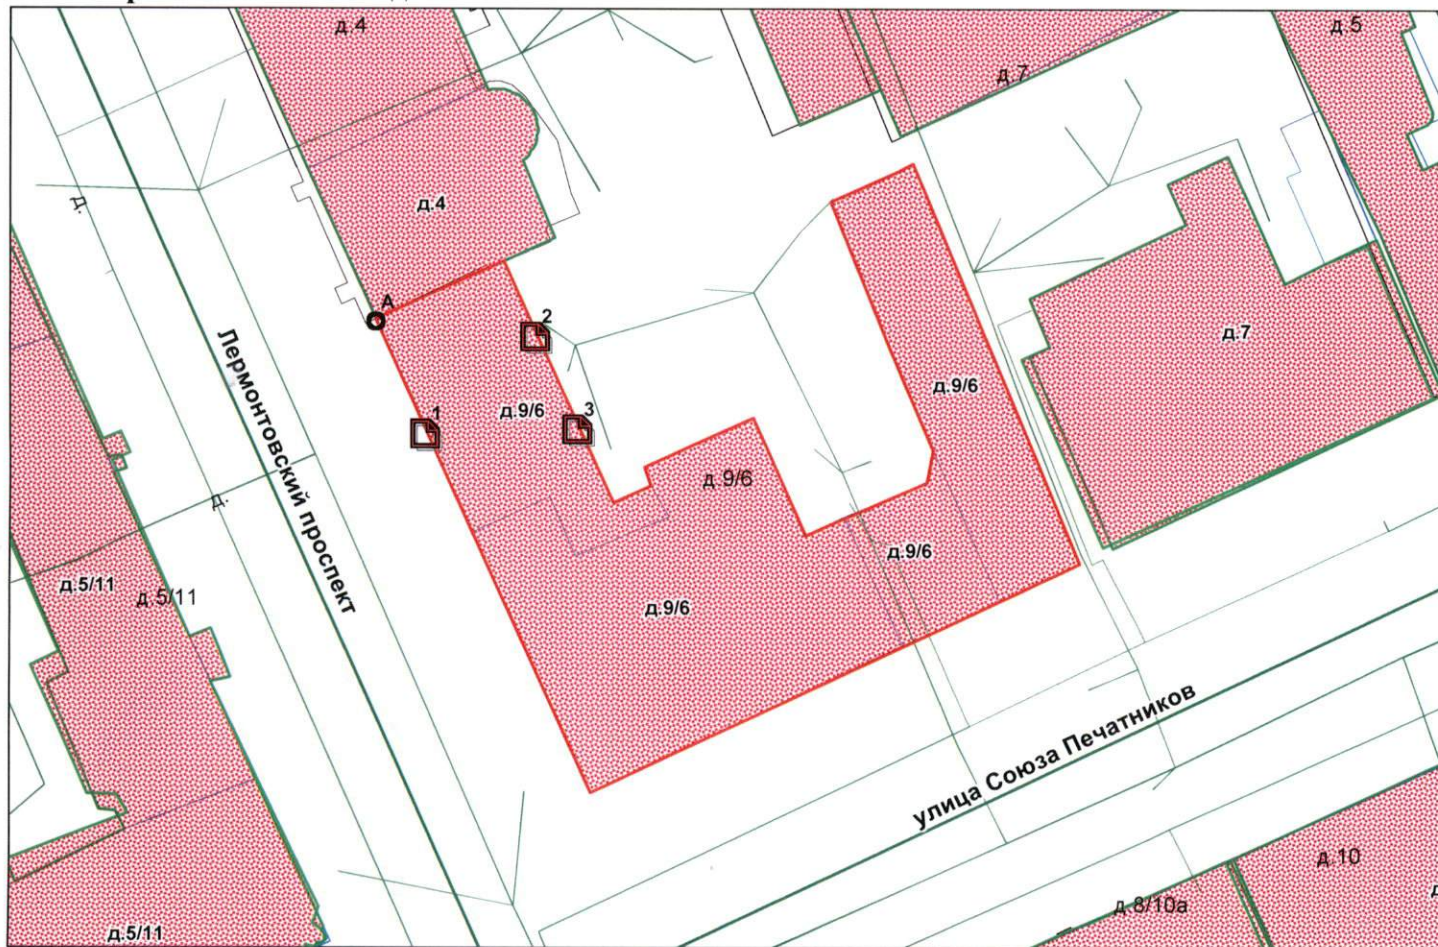 д.4
д.7
д.5
д.
д.4
А
2
д.7
Лермонтовский проспект
д.9/6
д.9/6
1
3
д.9/6
д.
д.9/6
д.5/11
д.5/11
д.9/6
улица Союза Печатников
д.10
д.8/10а
д.5/11